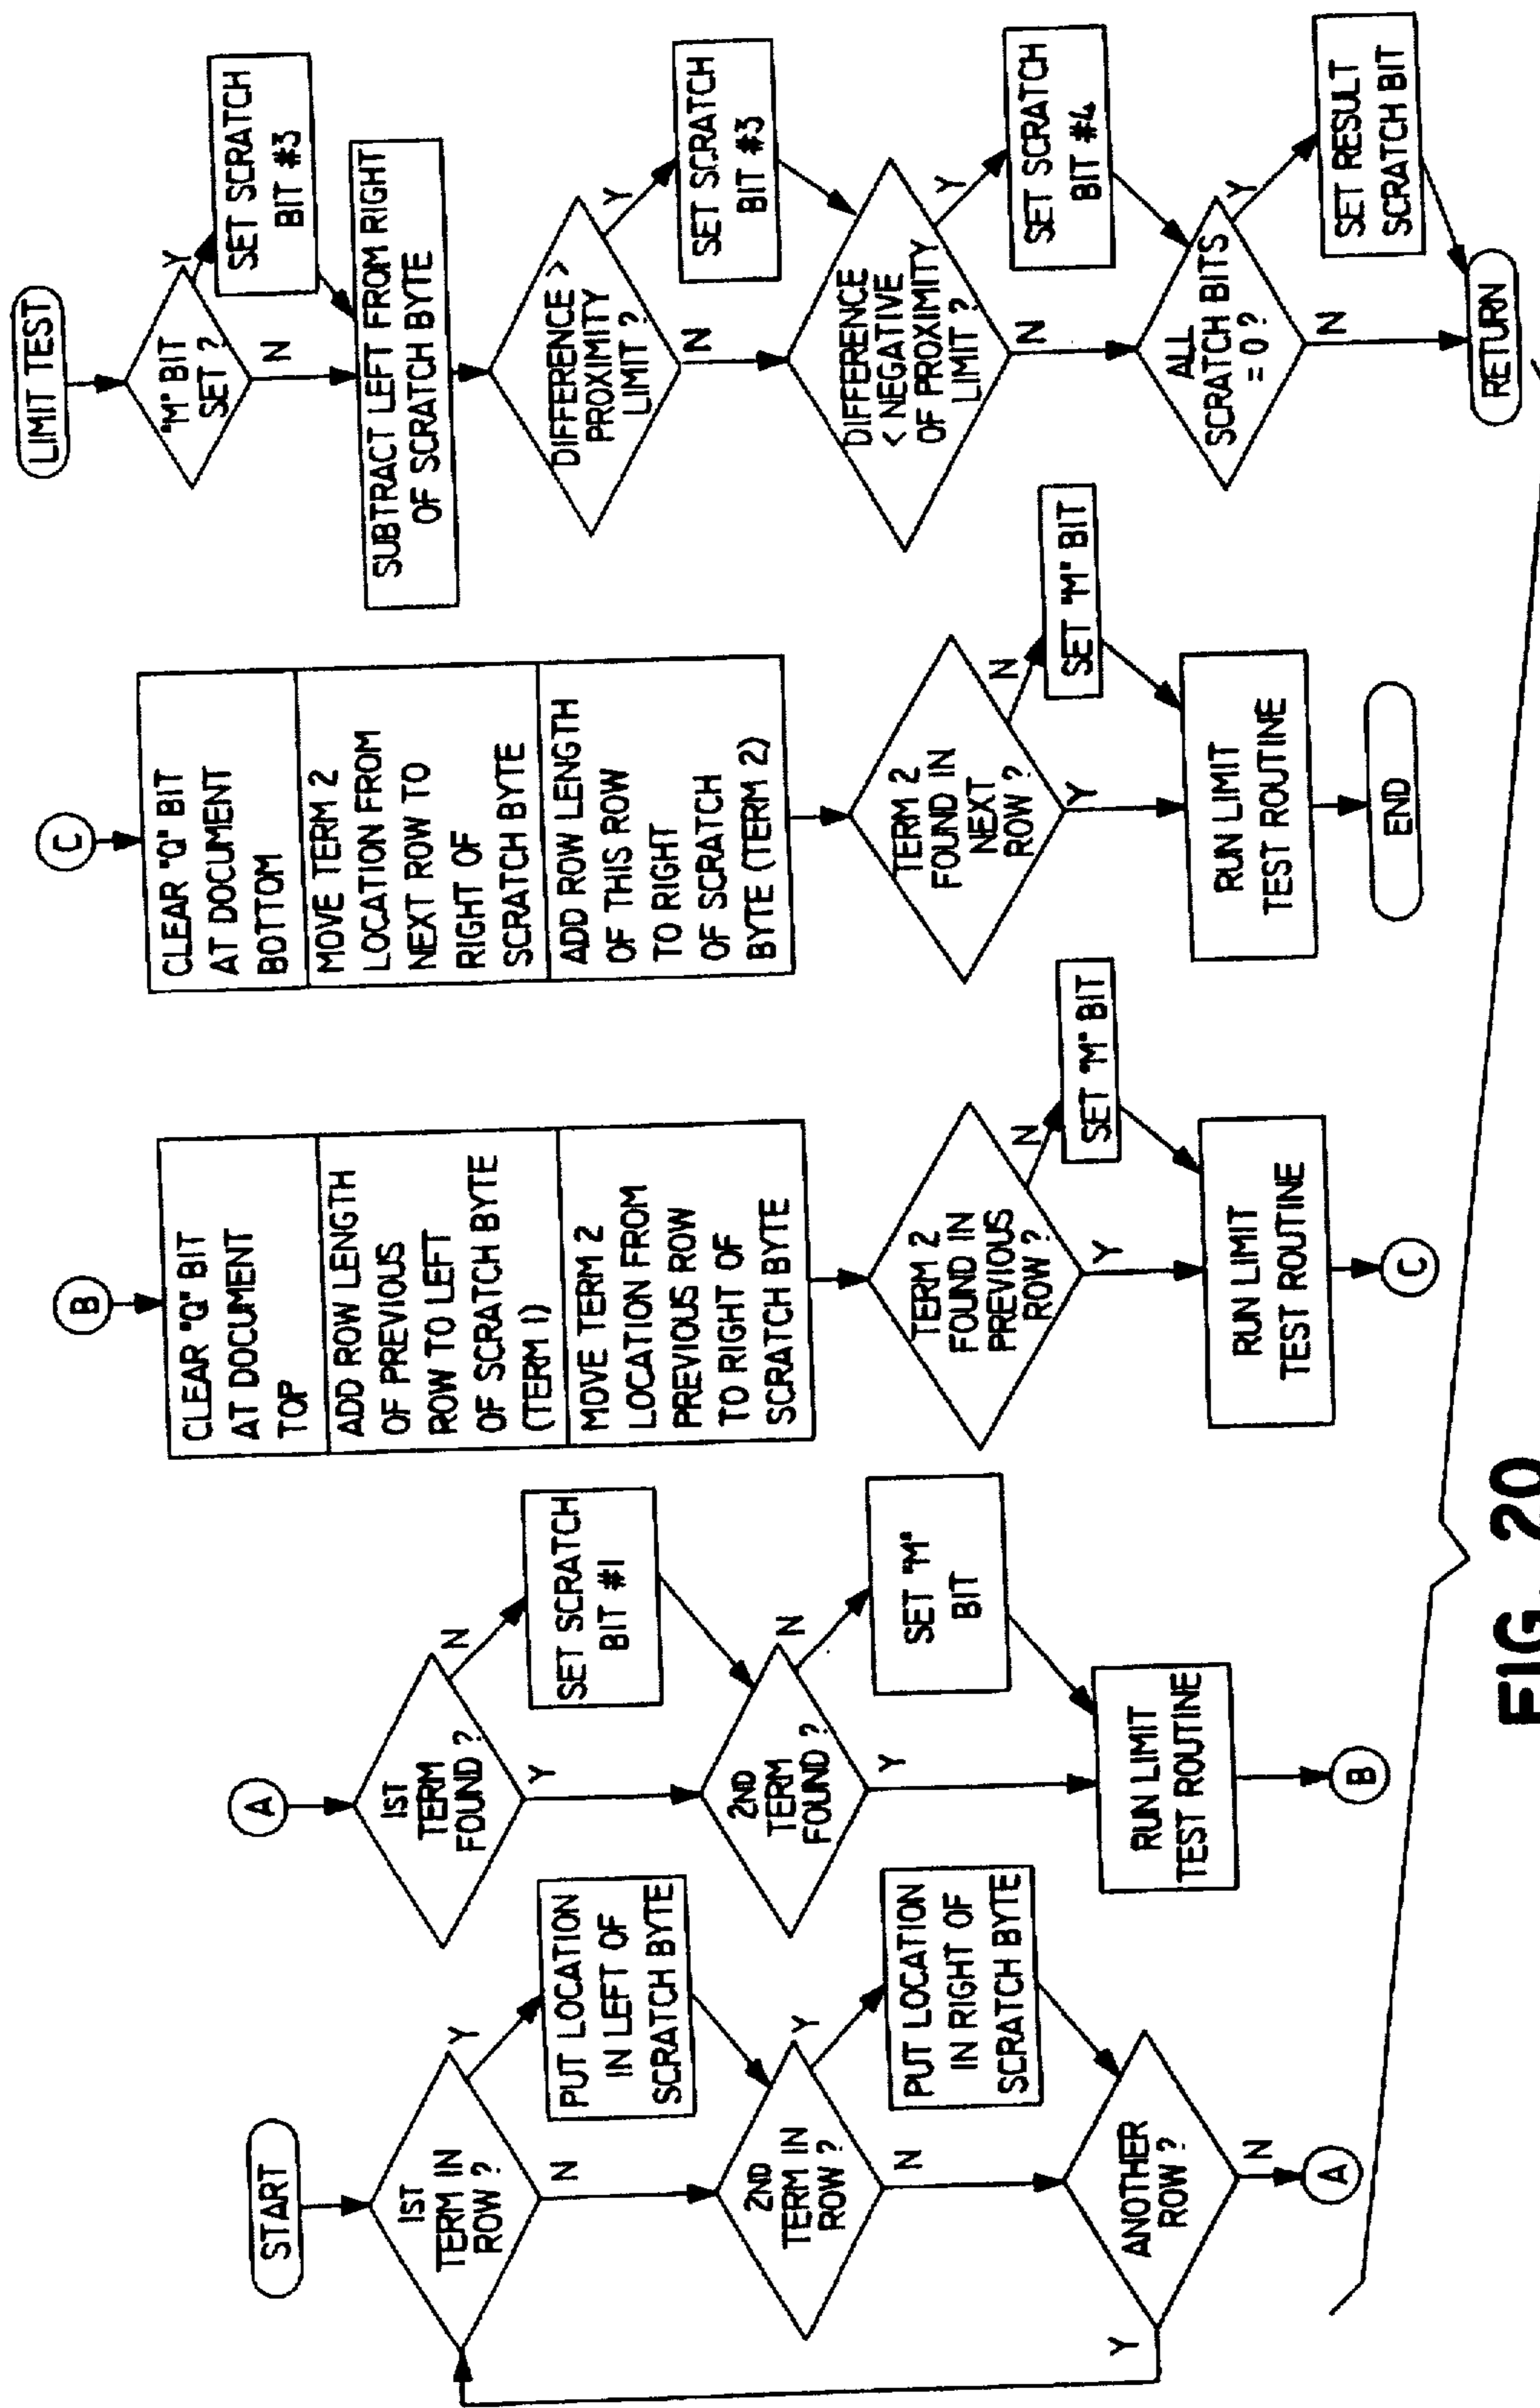 START
1ST
TERM IN
ROW ?
Y
N
PUT LOCATION
IN LEFT OF
SCRATCH BYTE
2ND
TERM IN
ROW ?
Y
N
PUT LOCATION
IN RIGHT OF
SCRATCH BYTE
ANOTHER
ROW ?
Y
N
A
A
1ST
TERM
FOUND ?
N
Y
SET SCRATCH
BIT #1
2ND
TERM
FOUND ?
N
Y
SET "M"
BIT
RUN LIMIT
TEST ROUTINE
B
B
CLEAR "Q" BIT
AT DOCUMENT
TOP
ADD ROW LENGTH
OF PREVIOUS
ROW TO LEFT
OF SCRATCH BYTE
(TERM 1)
MOVE TERM 2
LOCATION FROM
PREVIOUS ROW
TO RIGHT OF
SCRATCH BYTE
TERM 2
FOUND IN
PREVIOUS
ROW ?
N
Y
SET "M" BIT
RUN LIMIT
TEST ROUTINE
C
C
CLEAR "Q" BIT
AT DOCUMENT
BOTTOM
MOVE TERM 2
LOCATION FROM
NEXT ROW TO
RIGHT OF
SCRATCH BYTE
ADD ROW LENGTH
OF THIS ROW
TO RIGHT
OF SCRATCH
BYTE (TERM 2)
TERM 2
FOUND IN
NEXT
ROW ?
N
Y
SET "M" BIT
RUN LIMIT
TEST ROUTINE
END
LIMIT TEST
"M" BIT
SET ?
Y
N
SET SCRATCH
BIT #3
SUBTRACT LEFT FROM RIGHT
OF SCRATCH BYTE
DIFFERENCE >
PROXIMITY
LIMIT ?
Y
N
SET SCRATCH
BIT #3
DIFFERENCE
< NEGATIVE
OF PROXIMITY
LIMIT ?
Y
N
SET SCRATCH
BIT #4
ALL
SCRATCH BITS
= 0 ?
Y
N
SET RESULT
SCRATCH BIT
RETURN
FIG. 20